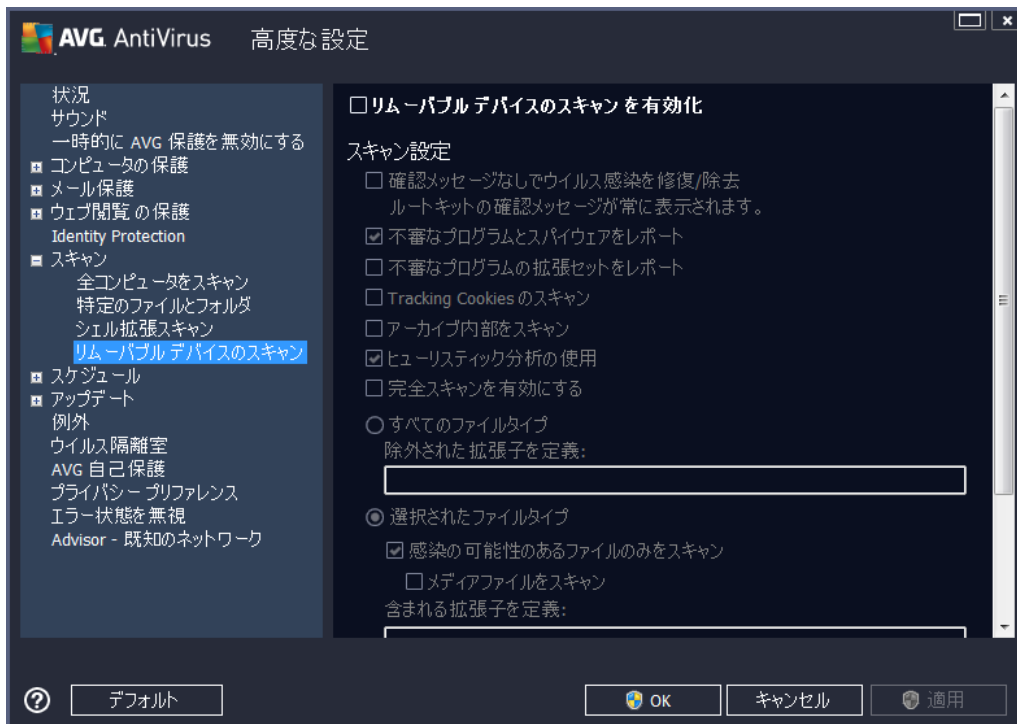 AVG. AntiVirus 高度な設定
状況
サウンド
一時的に AVG 保護を無効にする
コンピュータの保護
メール保護
ウェブ閲覧 の保護
Identity Protection
スキャン
全コンピュータをスキャン
特定のファイルとフォルダ
シェル拡張スキャン
リムーバブル デバイスのスキャン
スケジュール
アップデート
例外
ウイルス隔離室
AVG 自己保護
プライバシー プリファレンス
エラー状態を無視
Advisor - 既知のネットワーク
リムーバブル デバイスのスキャン を有効化
スキャン設定
確認メッセージなしでウイルス感染を修復/除去
ルートキットの確認メッセージが常に表示されます。
不審なプログラムとスパイウェアをレポート
不審なプログラムの拡張セットをレポート
Tracking Cookies のスキャン
アーカイブ内部をスキャン
ヒューリスティック分析の使用
完全スキャンを有効にする
すべてのファイルタイプ
除外された拡張子を定義:
選択されたファイルタイプ
感染の可能性のあるファイルのみをスキャン
メディアファイルをスキャン
含まれる拡張子を定義:
デフォルト
OK
キャンセル
適用